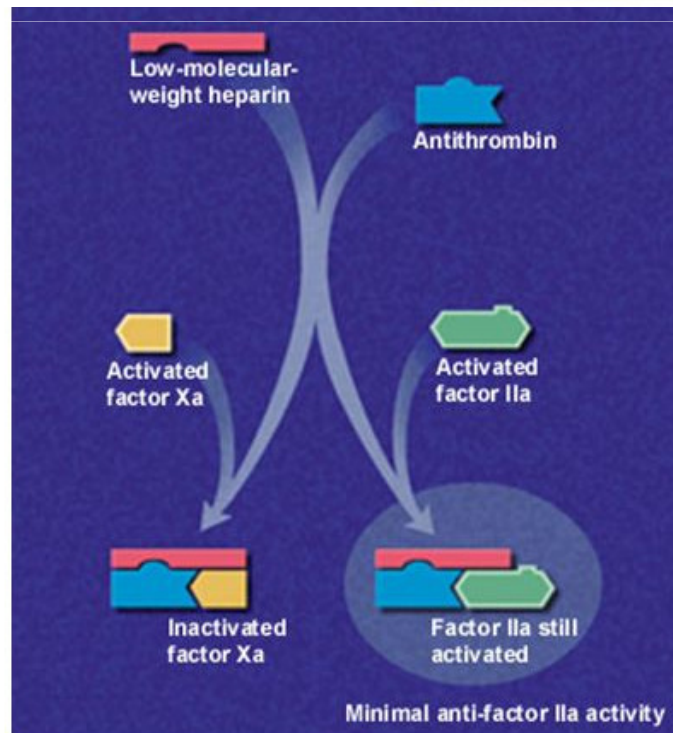 Low-molecular-
weight heparin
Antithrombin
Activated
factor Xa
Activated
factor IIa
Inactivated
factor Xa
Factor IIa still
activated
Minimal anti-factor IIa activity